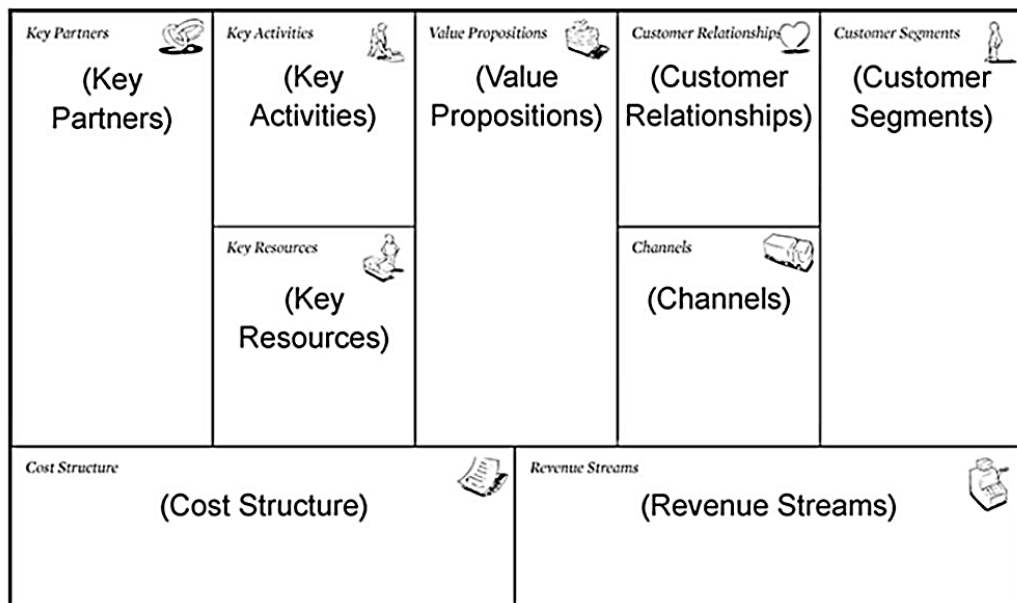 Key Partners
(Key
Partners)
Key Activities
(Key
Activities)
Key Resources
(Key
Resources)
Value Propositions
(Value
Propositions)
Customer Relationships
(Customer
Relationships)
Channels
(Channels)
Customer Segments
(Customer
Segments)
Cost Structure
(Cost Structure)
Revenue Streams
(Revenue Streams)